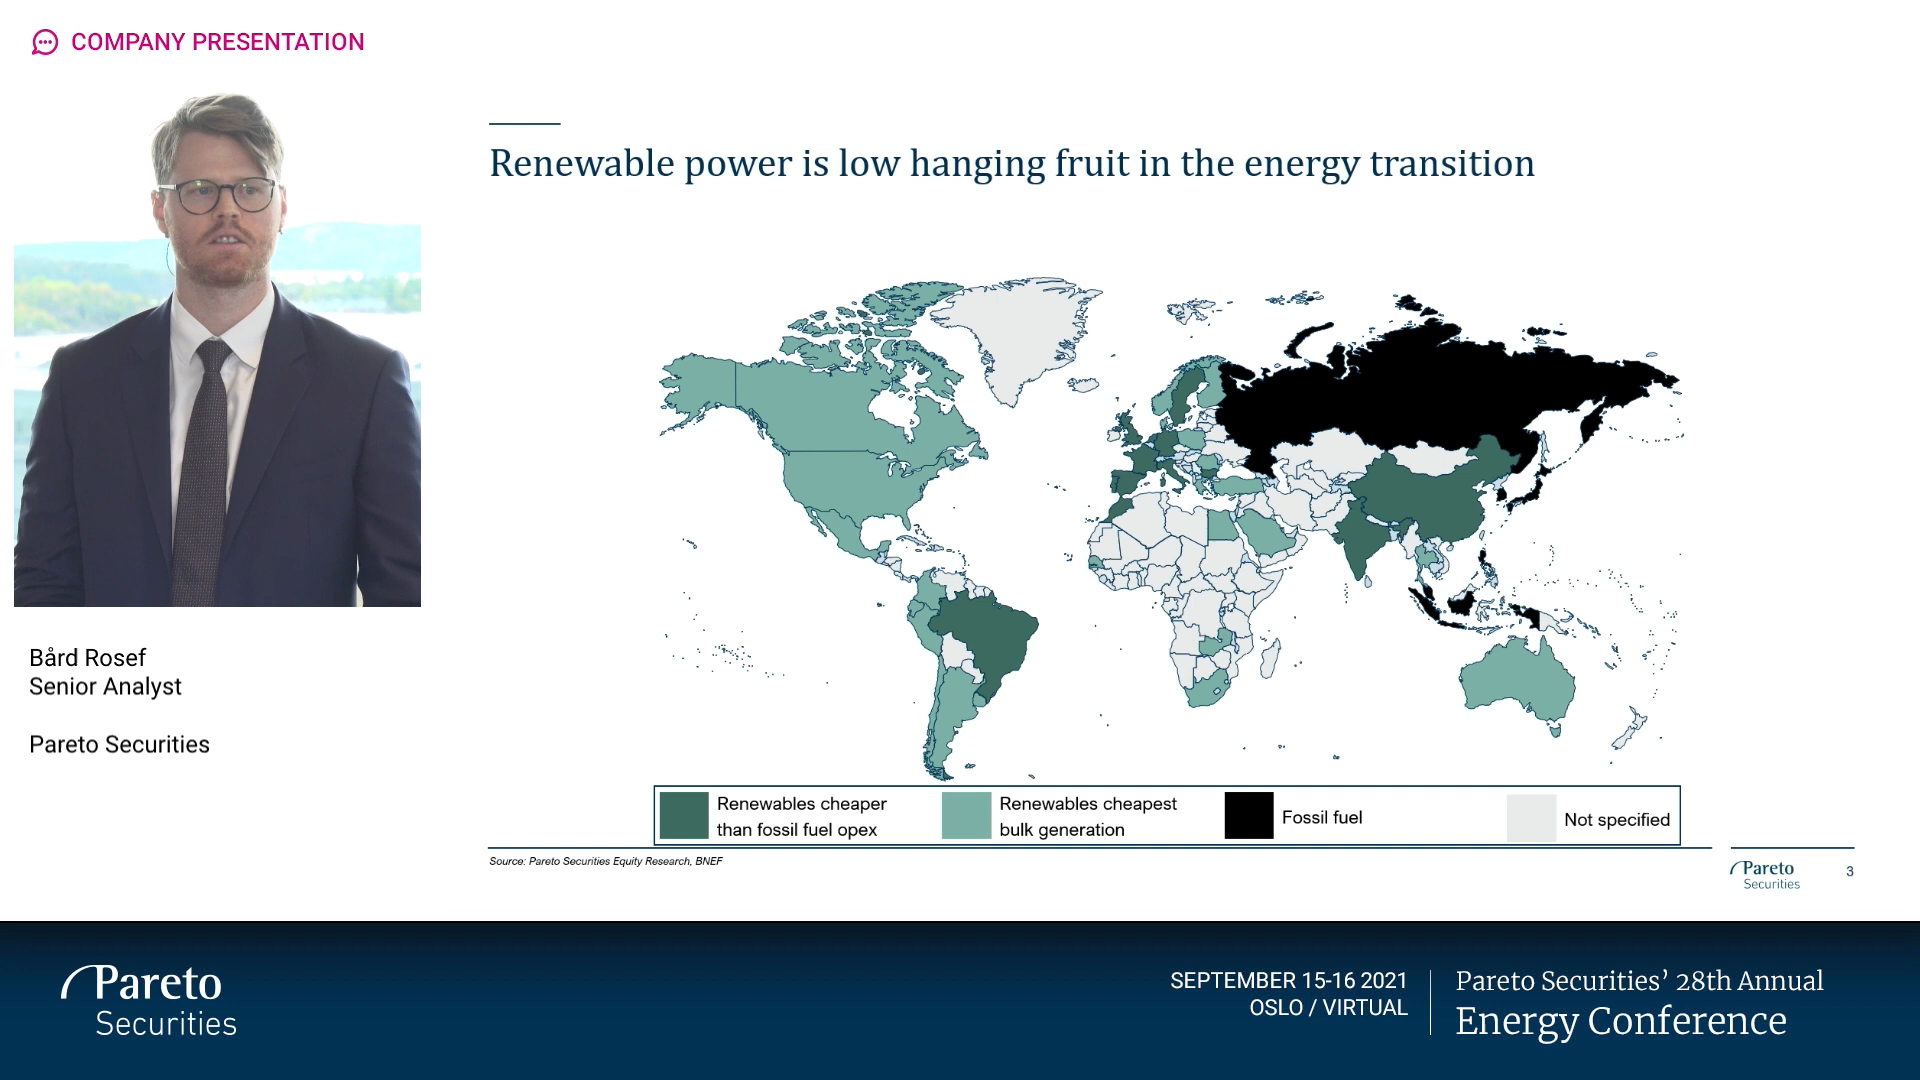 COMPANY PRESENTATION
Renewable power is low hanging fruit in the energy transition
Bård Rosef
Senior Analyst
Pareto Securities
Renewables cheaper
than fossil fuel opex
Renewables cheapest
bulk generation
Fossil fuel
Not specified
Source: Pareto Securities Equity Research, BNEF
Pareto
Securities
3
Pareto
Securities
SEPTEMBER 15-16 2021
OSLO / VIRTUAL
Pareto Securities’ 28th Annual
Energy Conference